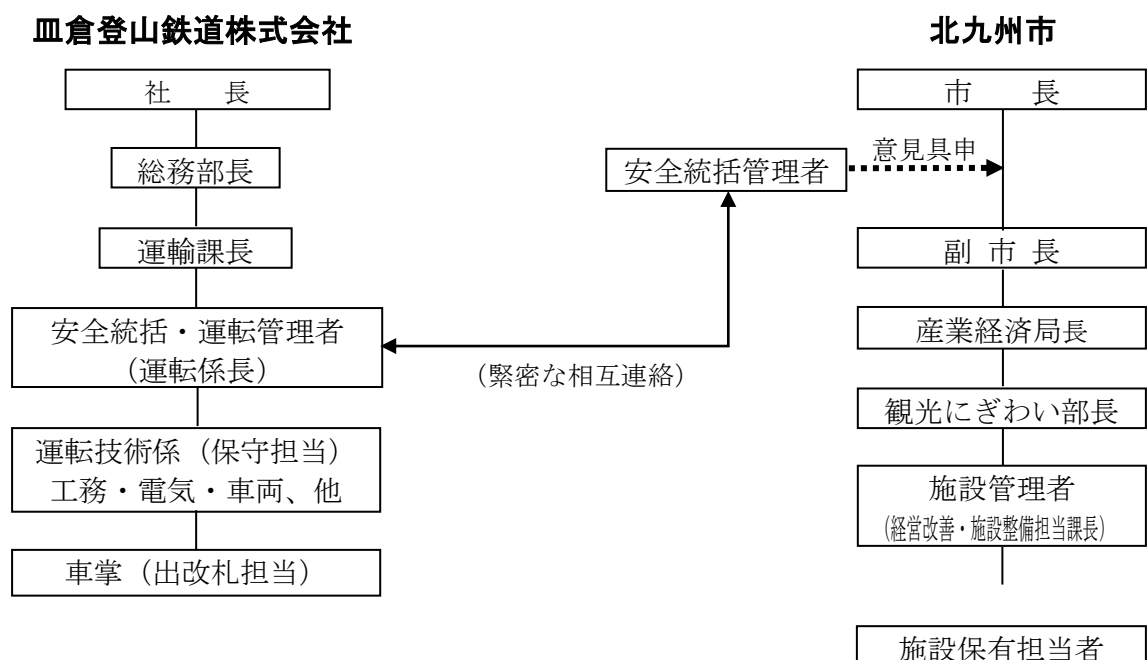 皿倉登山鉄道株式会社
社　　長
総務部長
運輸課長
安全統括・運転管理者
（運転係長）
運転技術係（保守担当）
工務・電気・車両、他
車掌（出改札担当）
安全統括管理者
意見具申
（緊密な相互連絡）
北九州市
市　　長
副 市 長
産業経済局長
観光にぎわい部長
施設管理者
（経営改善・施設整備担当課長）
施設保有担当者